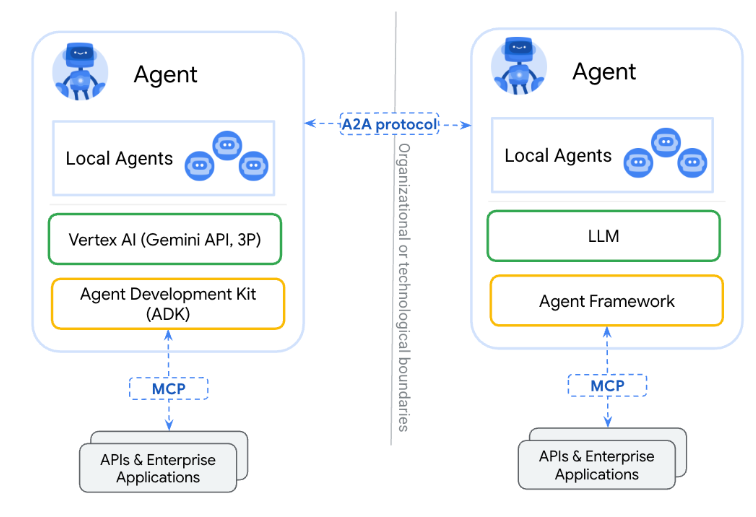 Agent
Local Agents
Vertex AI (Gemini API, 3P)
Agent Development Kit
(ADK)
MCP
APIs & Enterprise
Applications
A2A protocol
Organizational or technological boundaries
Agent
Local Agents
LLM
Agent Framework
MCP
APIs & Enterprise
Applications